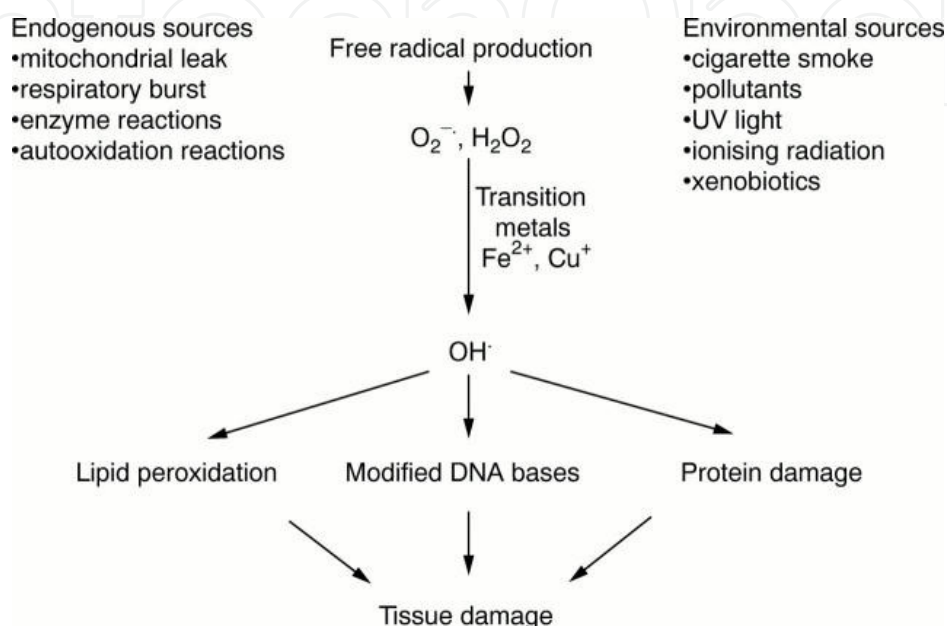 Endogenous sources
•mitochondrial leak
•respiratory burst
•enzyme reactions
•autooxidation reactions
Free radical production
Environmental sources
•cigarette smoke
•pollutants
•UV light
•ionising radiation
•xenobiotics
O₂⁻˙, H₂O₂
Transition
metals
Fe²⁺, Cu⁺
OH˙
Lipid peroxidation
Modified DNA bases
Protein damage
Tissue damage